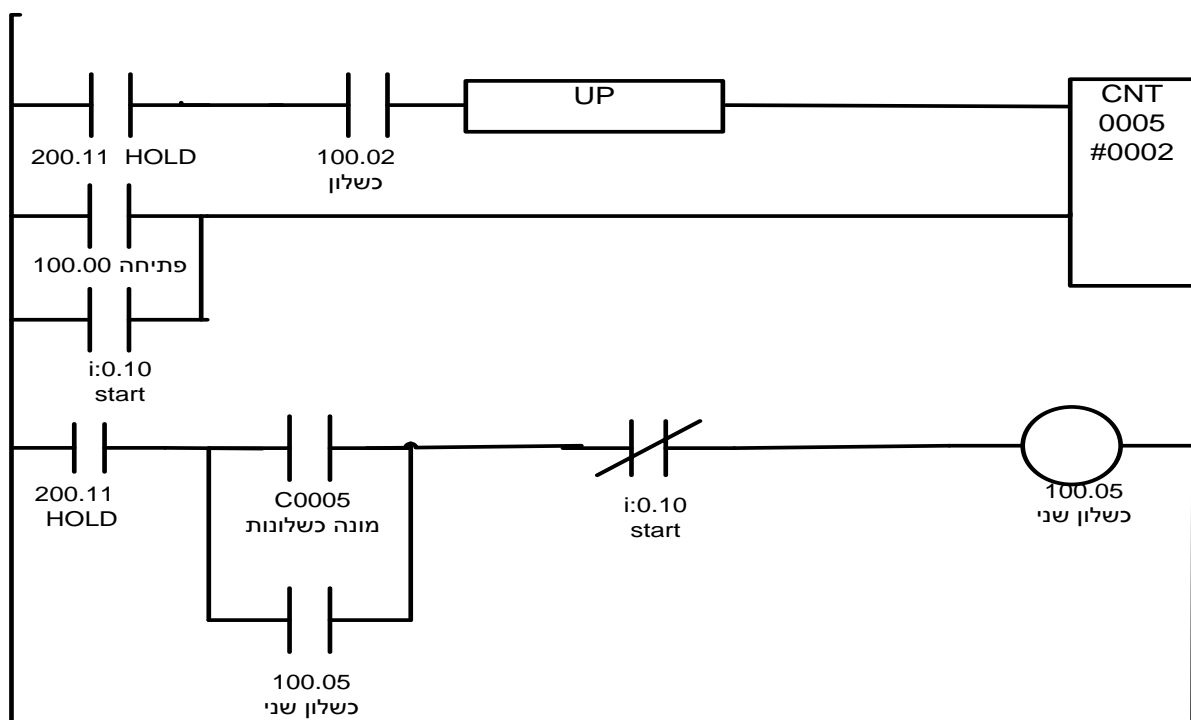 UP
CNT
0005
#0002
200.11 HOLD
100.02
כשלון
פתיחה 100.00
i:0.10
start
200.11
HOLD
C0005
מונה כשלונות
i:0.10
start
100.05
כשלון שני
100.05
כשלון שני